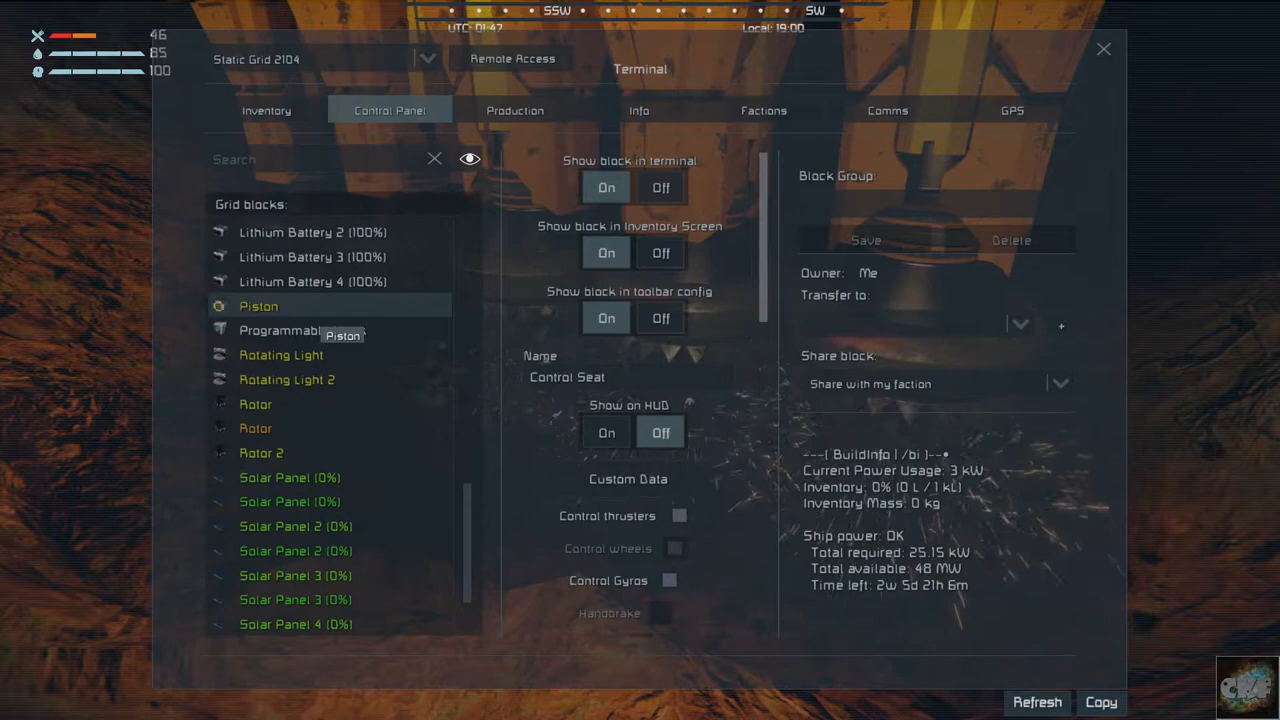 SSW
SW
UTC: 01:47
Local: 19:00
46
85
100
Static Grid 2104
Remote Access
Terminal
Inventory
Control Panel
Production
Info
Factions
Comms
GPS
Search
Grid blocks:
Lithium Battery 2 (100%)
Lithium Battery 3 (100%)
Lithium Battery 4 (100%)
Piston
Programmabl
Piston
Rotating Light
Rotating Light 2
Rotor
Rotor
Rotor 2
Solar Panel (0%)
Solar Panel (0%)
Solar Panel 2 (0%)
Solar Panel 2 (0%)
Solar Panel 3 (0%)
Solar Panel 3 (0%)
Solar Panel 4 (0%)
Show block in terminal
On Off
Show block in Inventory Screen
On Off
Show block in toolbar config
On Off
Name
Control Seat
Show on HUD
On Off
Custom Data
Control thrusters
Control wheels
Control Gyros
Handbrake
Block Group:
Save Delete
Owner: Me
Transfer to:
+
Share block:
Share with my faction
---( BuildInfo | /bi )--•
Current Power Usage: 3 kW
Inventory: 0% (0 L / 1 kL)
Inventory Mass: 0 kg
Ship power: OK
Total required: 25.15 kW
Total available: 48 MW
Time left: 2w 5d 21h 6m
Refresh
Copy